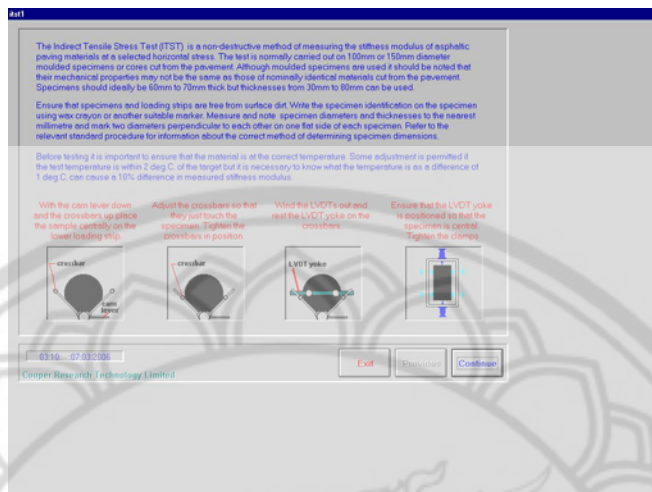 itst1
The Indirect Tensile Stress Test (ITST) is a non-destructive method of measuring the stiffness modulus of asphaltic
paving materials at a selected horizontal stress. The test is normally carried out on 100mm or 150mm diameter
moulded specimens or cores cut from the pavement. Although moulded specimens are used it should be noted that
their mechanical properties may not be the same as those of nominally identical materials cut from the pavement.
Specimens should ideally be 60mm to 70mm thick but thicknesses from 30mm to 80mm can be used.
Ensure that specimens and loading strips are free from surface dirt. Write the specimen identification on the specimen
using wax crayon or another suitable marker. Measure and note specimen diameters and thicknesses to the nearest
millimetre and mark two diameters perpendicular to each other on one flat side of each specimen. Refer to the
relevant standard procedure for information about the correct method of determining specimen dimensions.
Before testing it is important to ensure that the material is at the correct temperature. Some adjustment is permitted if
the test temperature is within 2 deg C. of the target but it is necessary to know what the temperature is as a difference of
1 deg C. can cause a 10% difference in measured stiffness modulus.
With the cam lever down
and the crossbars up place
the sample centrally on the
lower loading strip.
Adjust the crossbars so that
they just touch the
specimen. Tighten the
crossbars in position.
Wind the LVDTs out and
rest the LVDT yoke on the
crossbars
Ensure that the LVDT yoke
is positioned so that the
specimen is central.
Tighten the clamps.
crossbar
cam
lever
crossbar
LVDT yoke
03:10 07:03:2006
Exit
Previous
Continue
Cooper Research Technology Limited